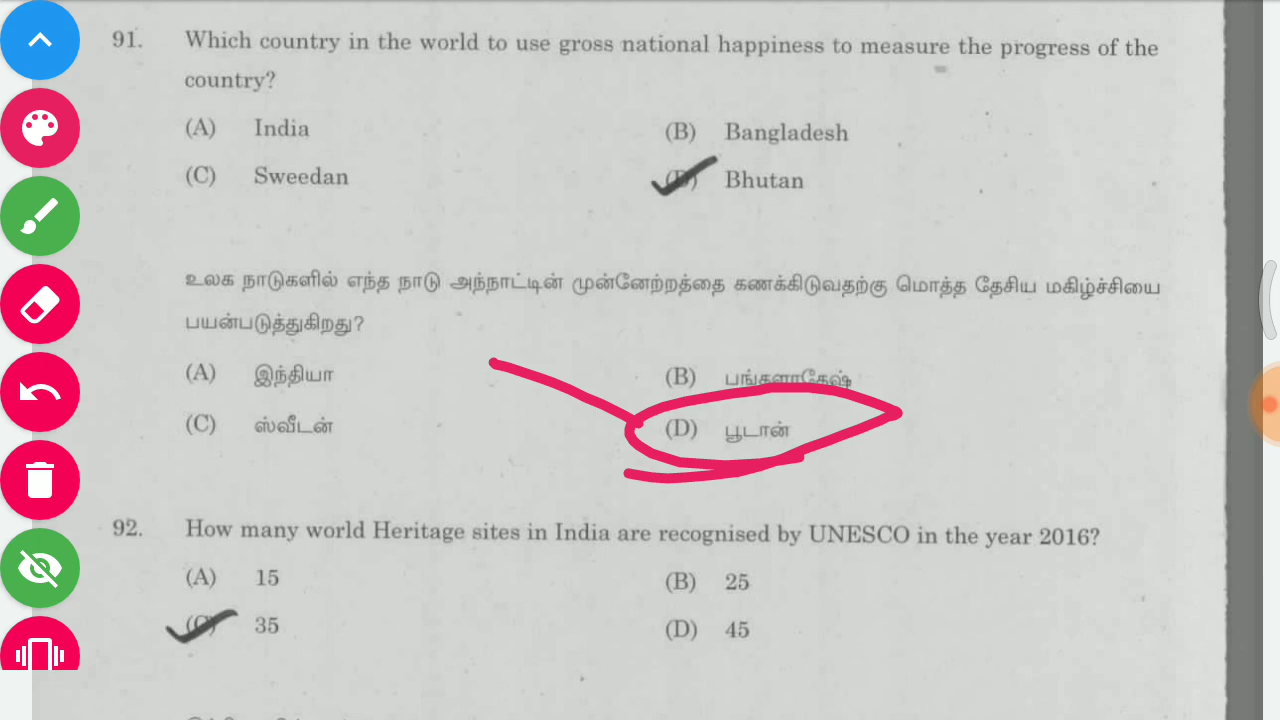 91. Which country in the world to use gross national happiness to measure the progress of the
country?
(A) India (B) Bangladesh
(C) Sweedan (D) Bhutan
உலக நாடுகளில் எந்த நாடு அந்நாட்டின் முன்னேற்றத்தை கணக்கிடுவதற்கு மொத்த தேசிய மகிழ்ச்சியை
பயன்படுத்துகிறது?
(A) இந்தியா (B) பங்களாதேஷ்
(C) ஸ்வீடன் (D) பூடான்
92. How many world Heritage sites in India are recognised by UNESCO in the year 2016?
(A) 15 (B) 25
(C) 35 (D) 45